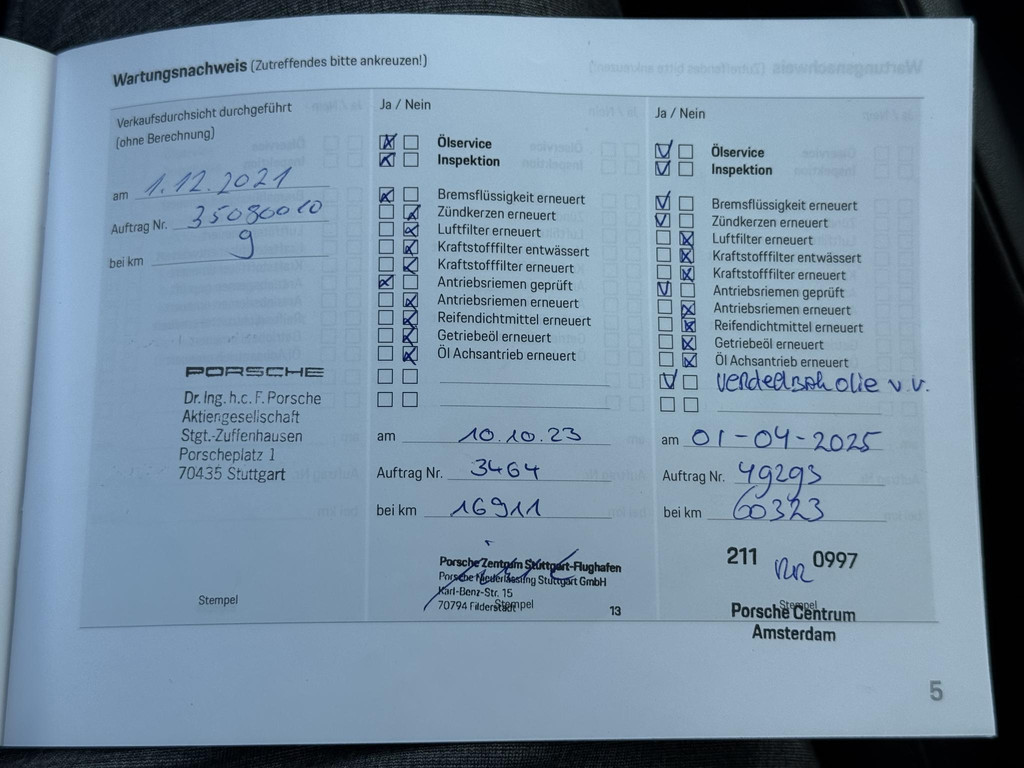 Wartungsnachweis (Zutreffendes bitte ankreuzen!)
Verkaufsdurchsicht durchgeführt
(ohne Berechnung)
am 1.12.2021
Auftrag Nr. 35080010
bei km 9
PORSCHE
Dr. Ing. h.c. F. Porsche
Aktiengesellschaft
Stgt.-Zuffenhausen
Porscheplatz 1
70435 Stuttgart
Stempel
Ja / Nein
Ölservice
Inspektion
Bremsflüssigkeit erneuert
Zündkerzen erneuert
Luftfilter erneuert
Kraftstofffilter entwässert
Kraftstofffilter erneuert
Antriebsriemen geprüft
Antriebsriemen erneuert
Reifendichtmittel erneuert
Getriebeöl erneuert
Öl Achsantrieb erneuert
am 10.10.23
Auftrag Nr. 3464
bei km 16911
Porsche Zentrum Stuttgart-Flughafen
Porsche Niederlassung Stuttgart GmbH
Karl-Benz-Str. 15
70794 Filderstadt
Stempel
13
Ja / Nein
Ölservice
Inspektion
Bremsflüssigkeit erneuert
Zündkerzen erneuert
Luftfilter erneuert
Kraftstofffilter entwässert
Kraftstofffilter erneuert
Antriebsriemen geprüft
Antriebsriemen erneuert
Reifendichtmittel erneuert
Getriebeöl erneuert
Öl Achsantrieb erneuert
v.v.
am 01-04-2025
Auftrag Nr. 49293
bei km 60323
211 0997
Stempel
Porsche Centrum
Amsterdam
5